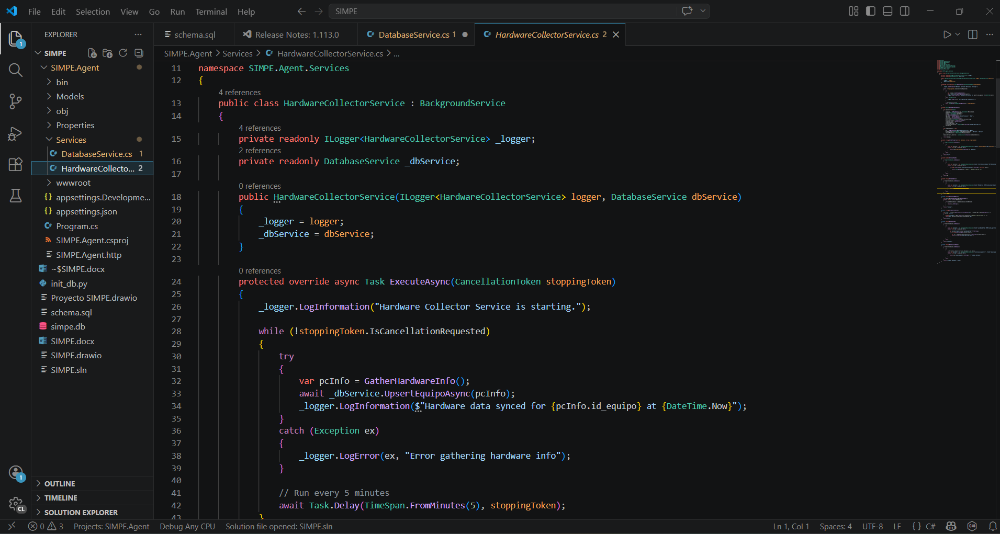 File Edit Selection View Go Run Terminal Help
SIMPE
EXPLORER
schema.sql
Release Notes: 1.113.0
C# DatabaseService.cs 1
C# HardwareCollectorService.cs 2
SIMPE
SIMPE.Agent > Services > C# HardwareCollectorService.cs > ...
SIMPE.Agent
bin
Models
obj
Properties
Services
C# DatabaseService.cs 1
C# HardwareCollecto... 2
wwwroot
{} appsettings.Developme...
{} appsettings.json
C# Program.cs
SIMPE.Agent.csproj
SIMPE.Agent.http
~$SIMPE.docx
init_db.py
Proyecto SIMPE.drawio
schema.sql
simpe.db
SIMPE.docx
SIMPE.drawio
SIMPE.sln
OUTLINE
TIMELINE
SOLUTION EXPLORER
1
1
CL
11 namespace SIMPE.Agent.Services
12 {
4 references
13 public class HardwareCollectorService : BackgroundService
14 {
4 references
15 private readonly ILogger<HardwareCollectorService> _logger;
2 references
16 private readonly DatabaseService _dbService;
17
0 references
18 public HardwareCollectorService(ILogger<HardwareCollectorService> logger, DatabaseService dbService)
19 {
20 _logger = logger;
21 _dbService = dbService;
22 }
23
0 references
24 protected override async Task ExecuteAsync(CancellationToken stoppingToken)
25 {
26 _logger.LogInformation("Hardware Collector Service is starting.");
27
28 while (!stoppingToken.IsCancellationRequested)
29 {
30 try
31 {
32 var pcInfo = GatherHardwareInfo();
33 await _dbService.UpsertEquipoAsync(pcInfo);
34 _logger.LogInformation($"Hardware data synced for {pcInfo.id_equipo} at {DateTime.Now}");
35 }
36 catch (Exception ex)
37 {
38 _logger.LogError(ex, "Error gathering hardware info");
39 }
40
41 // Run every 5 minutes
42 await Task.Delay(TimeSpan.FromMinutes(5), stoppingToken);
43 }
0 3 Projects: SIMPE.Agent Debug Any CPU Solution file opened: SIMPE.sln Ln 1, Col 1 Spaces: 4 UTF-8 LF {} C#